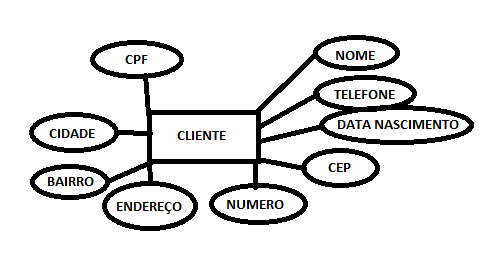 CPF
NOME
TELEFONE
DATA NASCIMENTO
CIDADE
CLIENTE
CEP
BAIRRO
ENDEREÇO
NUMERO